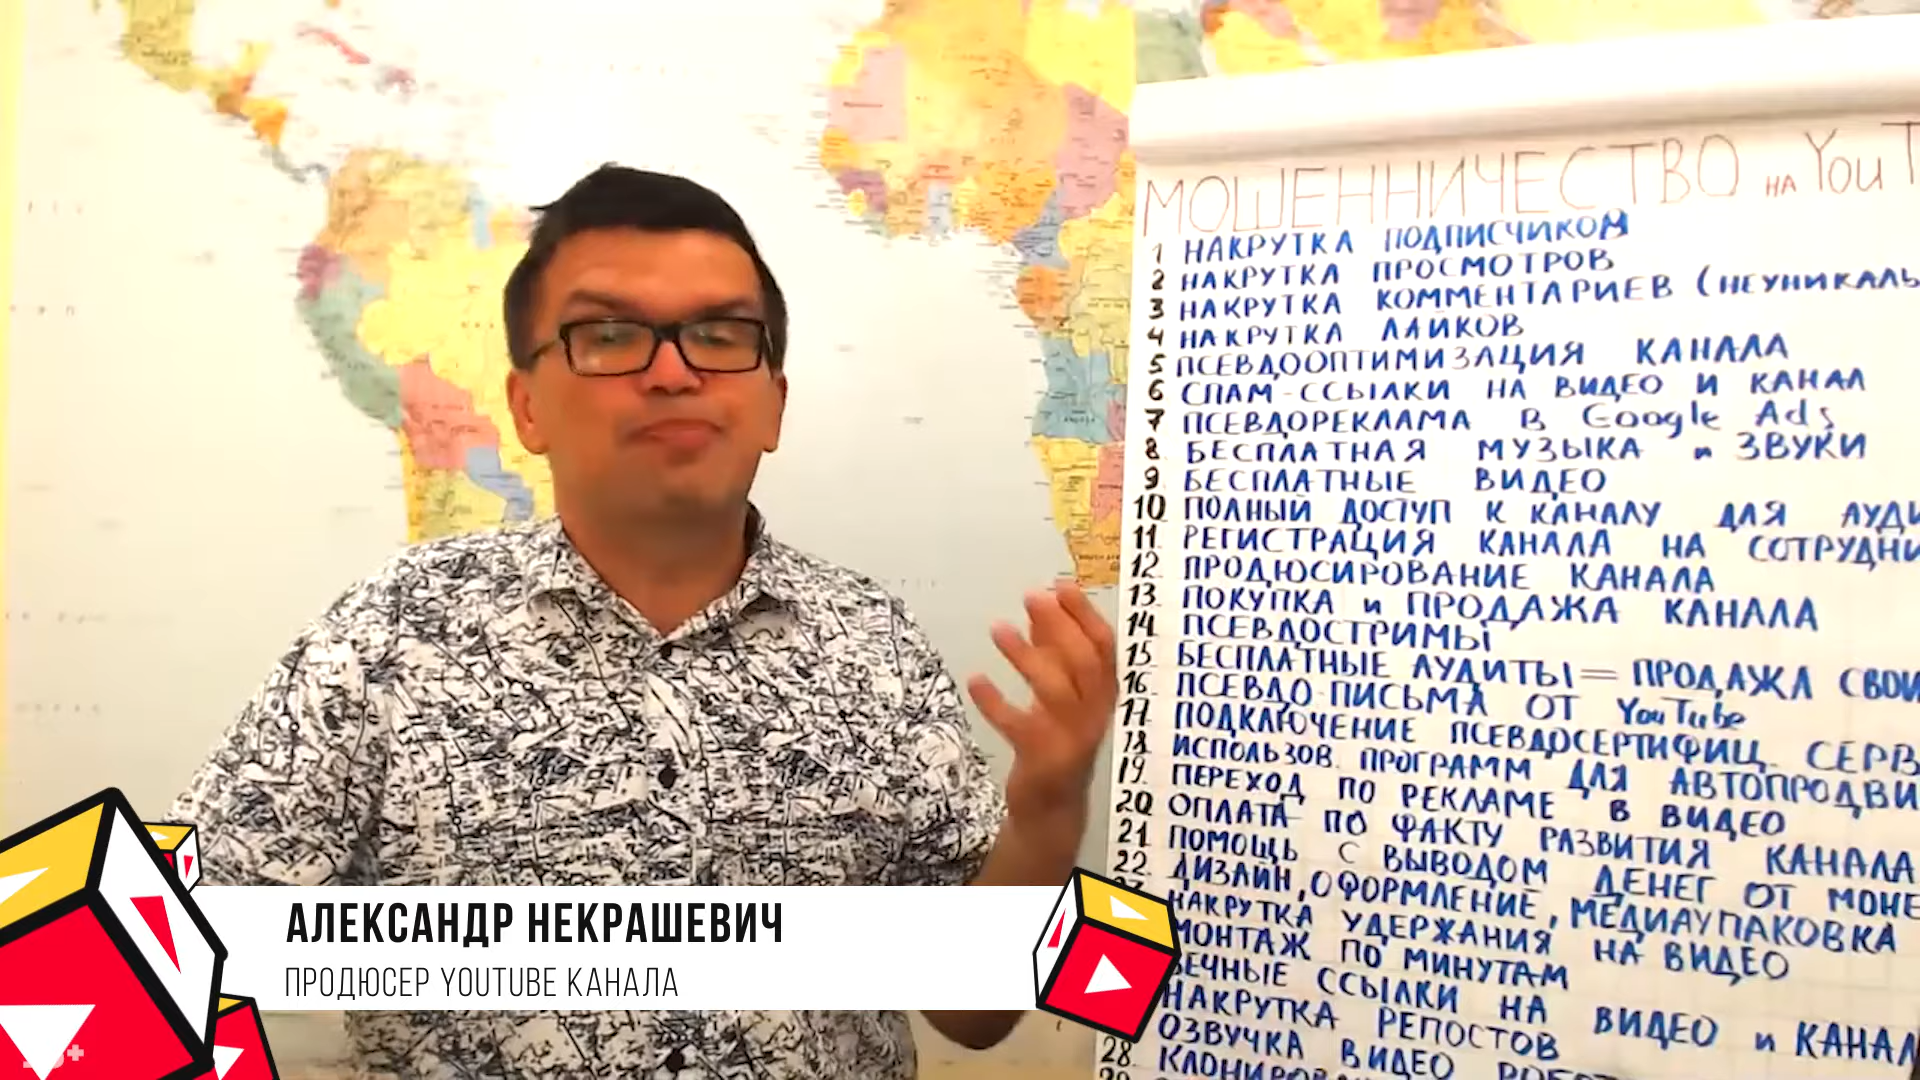 МОШЕННИЧЕСТВО НА YouT
1 НАКРУТКА ПОДПИСЧИКОМ
2 НАКРУТКА ПРОСМОТРОВ
3 НАКРУТКА КОММЕНТАРИЕВ (НЕУНИКАЛЬ
4 НАКРУТКА ЛАЙКОВ
5 ПСЕВДООПТИМИЗАЦИЯ КАНАЛА
6 СПАМ-ССЫЛКИ НА ВИДЕО И КАНАЛ
7 ПСЕВДОРЕКЛАМА В Google Ads
8. БЕСПЛАТНАЯ МУЗЫКА и ЗВУКИ
9. БЕСПЛАТНЫЕ ВИДЕО
10. ПОЛНЫЙ ДОСТУП К КАНАЛУ ДЛЯ АУДИ
11. РЕГИСТРАЦИЯ КАНАЛА НА СОТРУДНИ
12. ПРОДЮСИРОВАНИЕ КАНАЛА
13. ПОКУПКА и ПРОДАЖА КАНАЛА
14. ПСЕВДОСТРИМЫ
15. БЕСПЛАТНЫЕ АУДИТЫ = ПРОДАЖА СВОИ
16. ПСЕВДО-ПИСЬМА ОТ YouTube
17. ПОДКЛЮЧЕНИЕ ПСЕВДОСЕРТИФИЦ. СЕРВ
18. ИСПОЛЬЗОВ. ПРОГРАММ ДЛЯ АВТОПРОДВИ
19. ПЕРЕХОД ПО РЕКЛАМЕ В ВИДЕО
20 ОПЛАТА ПО ФАКТУ РАЗВИТИЯ КАНАЛА
21. ПОМОЩЬ С ВЫВОДОМ ДЕНЕГ ОТ МОНЕ
22. ДИЗАЙН, ОФОРМЛЕНИЕ, МЕДИАУПАКОВКА
НАКРУТКА УДЕРЖАНИЯ НА ВИДЕО
МОНТАЖ ПО МИНУТАМ
ВЕЧНЫЕ ССЫЛКИ НА ВИДЕО и КАНАЛ
НАКРУТКА РЕПОСТОВ
ОЗВУЧКА ВИДЕО
28.
АЛЕКСАНДР НЕКРАШЕВИЧ
ПРОДЮСЕР YOUTUBE КАНАЛА